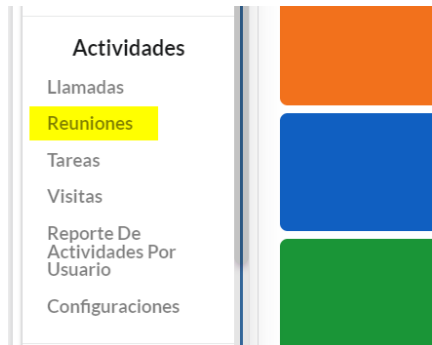 Actividades
Llamadas
Reuniones
Tareas
Visitas
Reporte De
Actividades Por
Usuario
Configuraciones